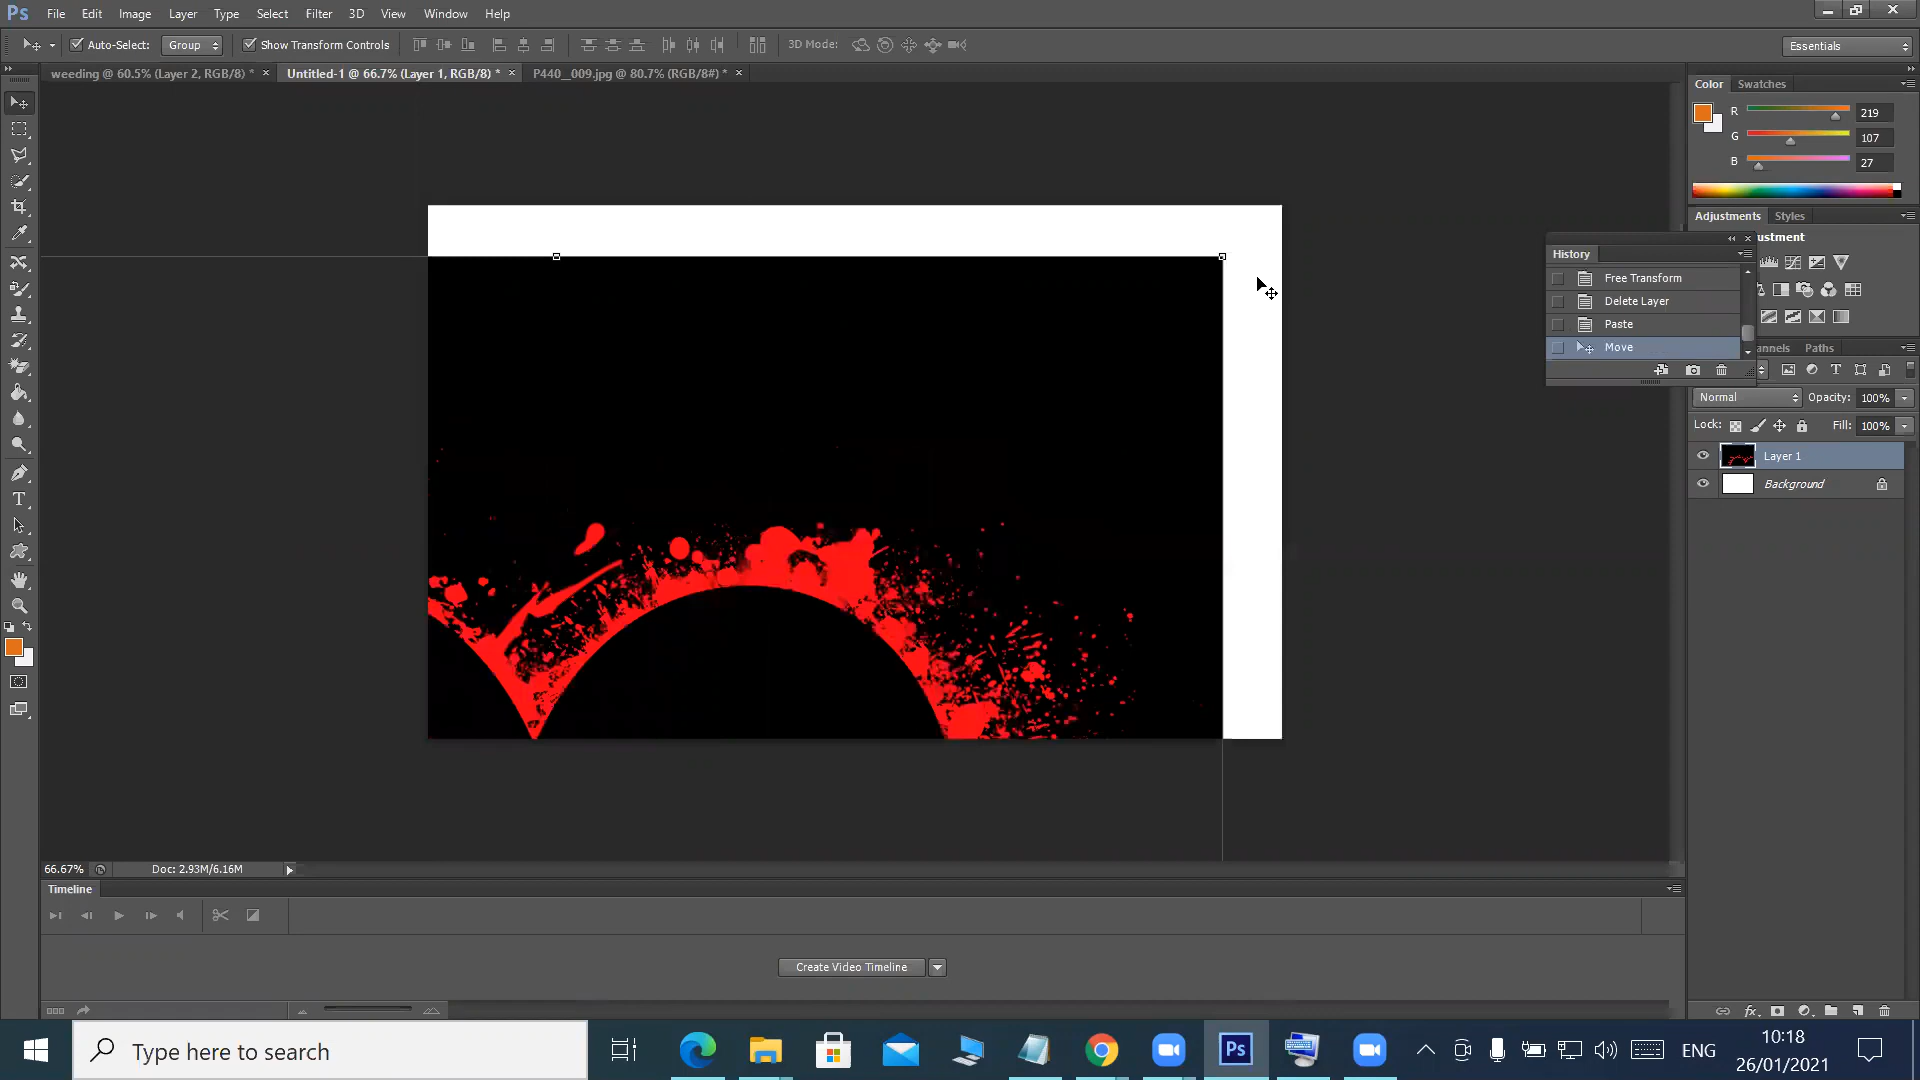 Ps File Edit Image Layer Type Select Filter 3D View Window Help
Auto-Select: Group Show Transform Controls 3D Mode: Essentials
weeding @ 60.5% (Layer 2, RGB/8) * × Untitled-1 @ 66.7% (Layer 1, RGB/8) * × P440__009.jpg @ 80.7% (RGB/8#) * ×
Color Swatches
R 219
G 107
B 27
Adjustments Styles
ustment
History
Free Transform
Delete Layer
Paste
Move
annels Paths
Normal Opacity: 100%
Lock: Fill: 100%
Layer 1
Background
T
66.67% Doc: 2.93M/6.16M
Timeline
Create Video Timeline
fx
Type here to search
Ps
ENG
10:18
26/01/2021